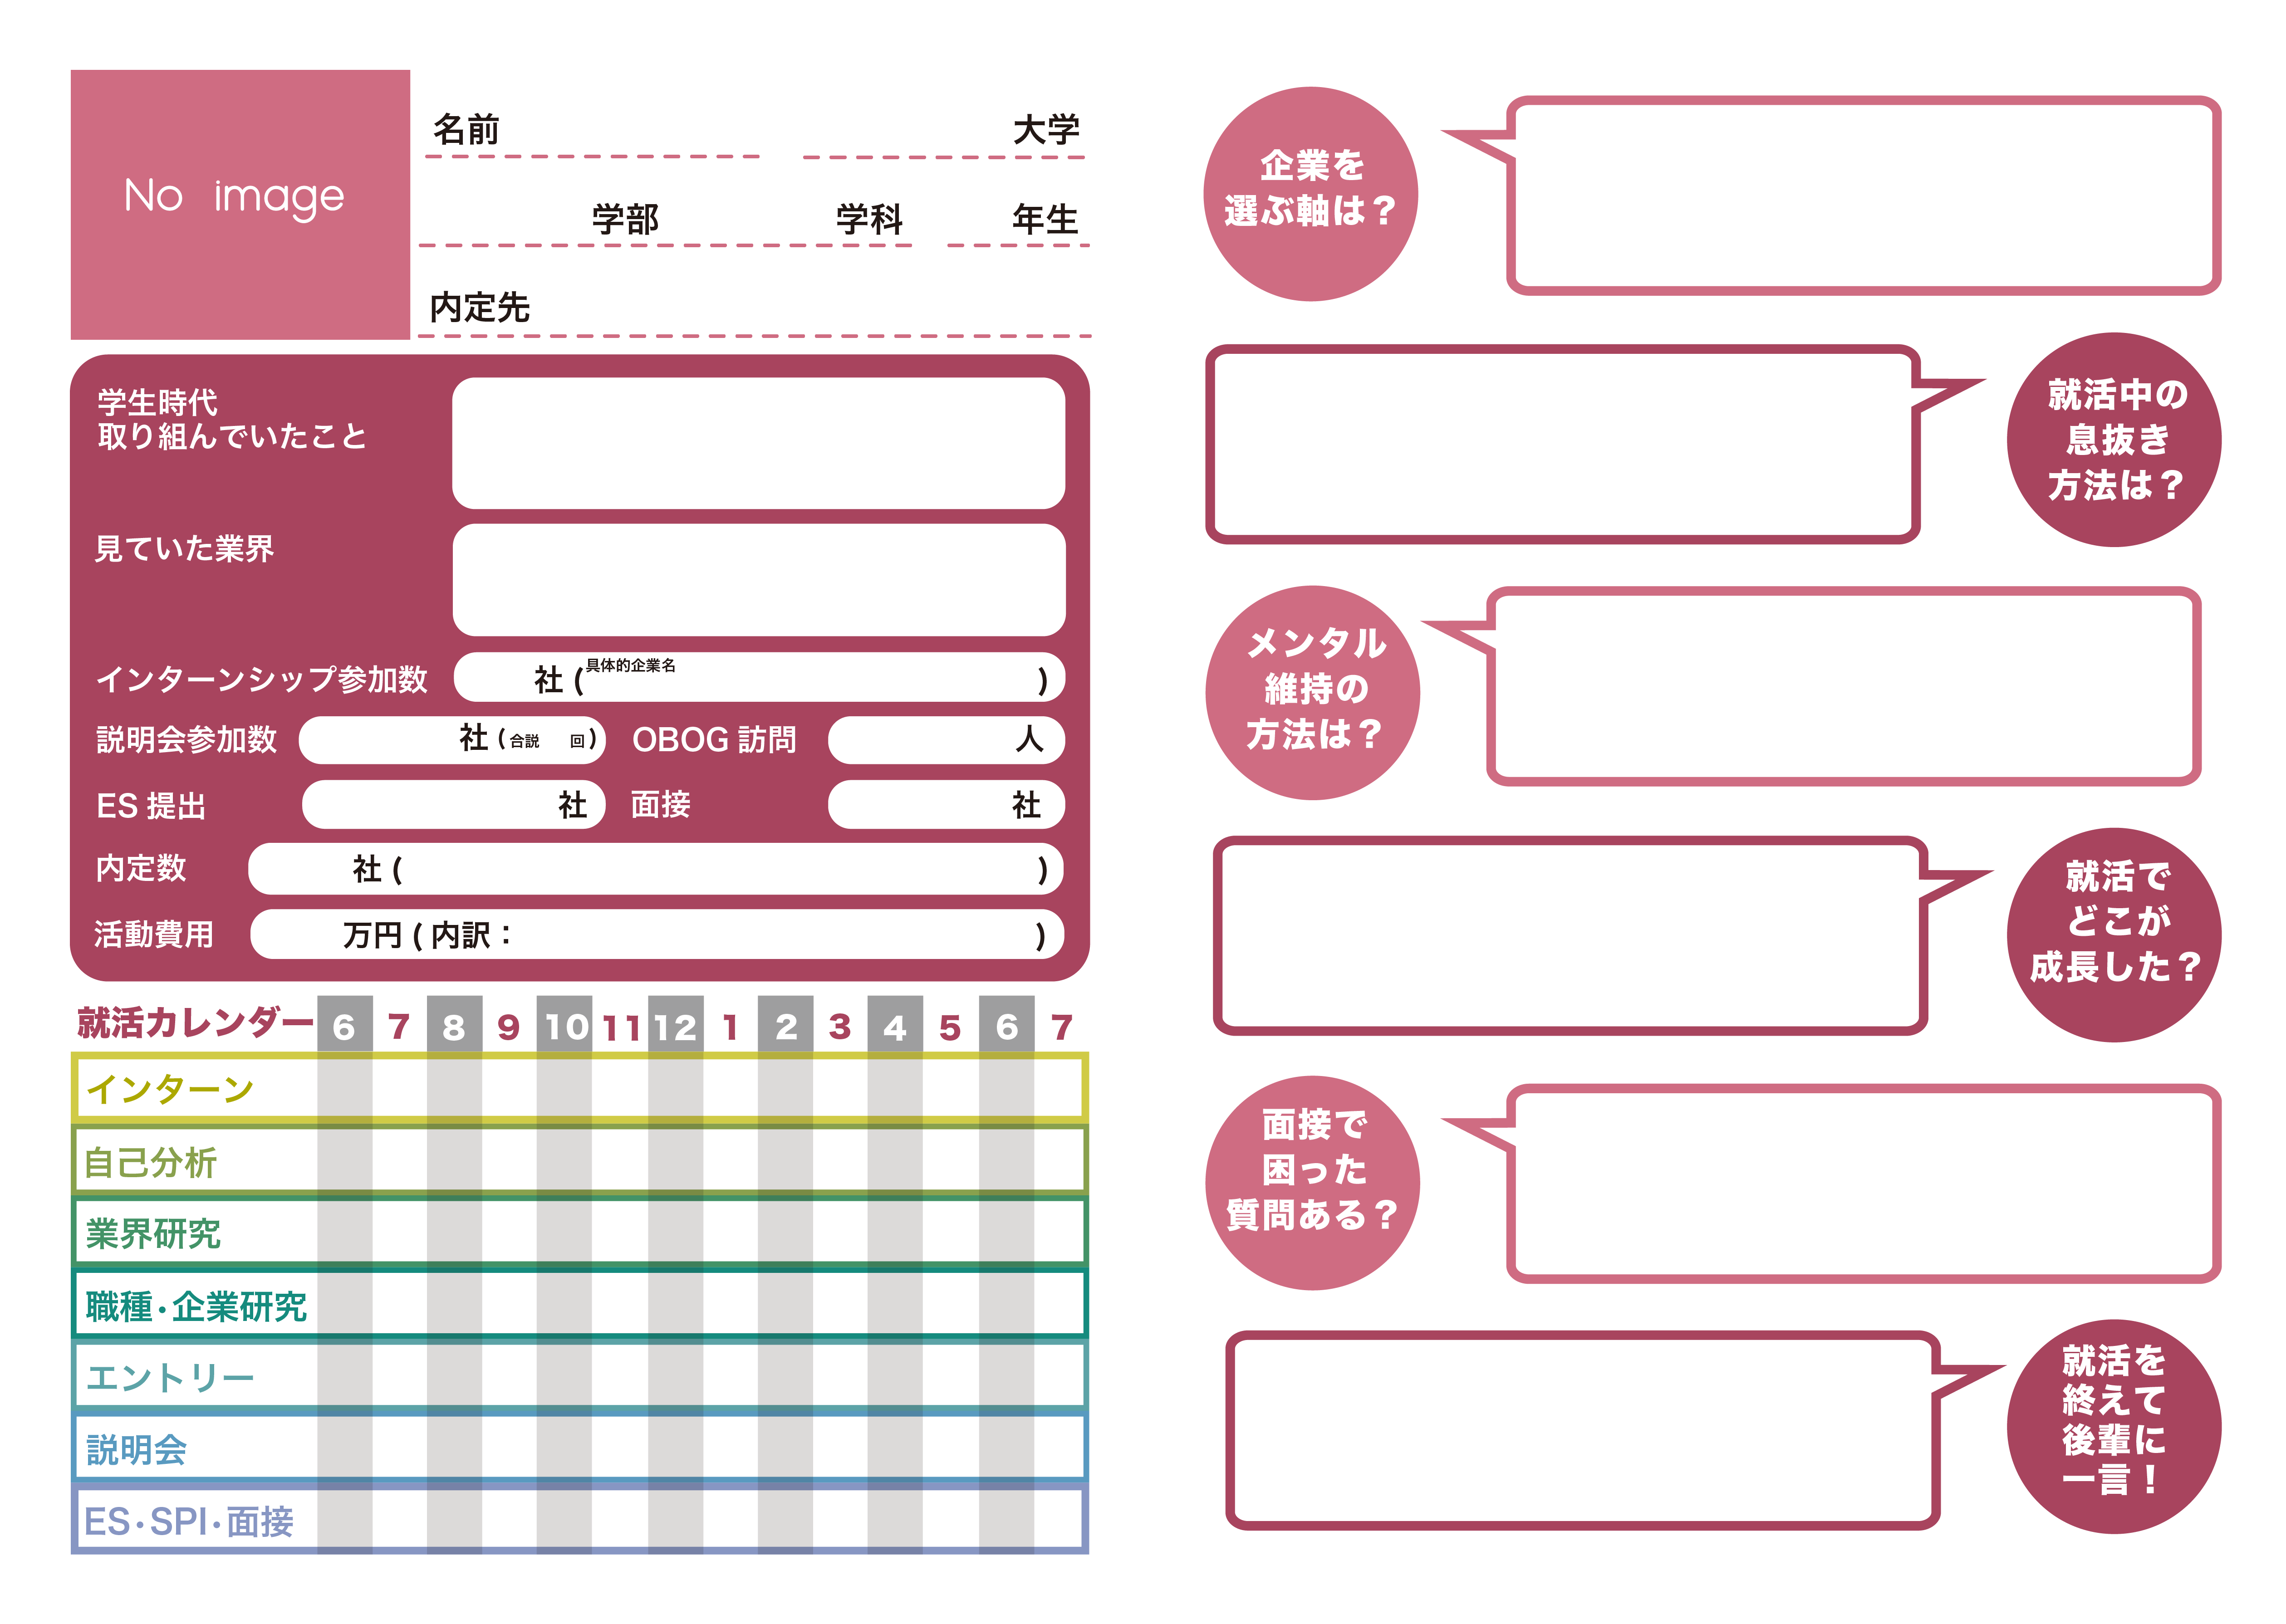 No image
名前
大学
学部
学科
年生
内定先
学生時代
取り組んでいたこと
見ていた業界
インターンシップ参加数
社 (具体的企業名 )
説明会参加数
社 ( 合説 回 )
OBOG 訪問
人
ES 提出
社
面接
社
内定数
社 ( )
活動費用
万円 ( 内訳： )
就活カレンダー 6 7 8 9 10 11 12 1 2 3 4 5 6 7
インターン
自己分析
業界研究
職種・企業研究
エントリー
説明会
ES・SPI・面接
企業を
選ぶ軸は？
就活中の
息抜き
方法は？
メンタル
維持の
方法は？
就活で
どこが
成長した？
面接で
困った
質問ある？
就活を
終えて
後輩に
一言！